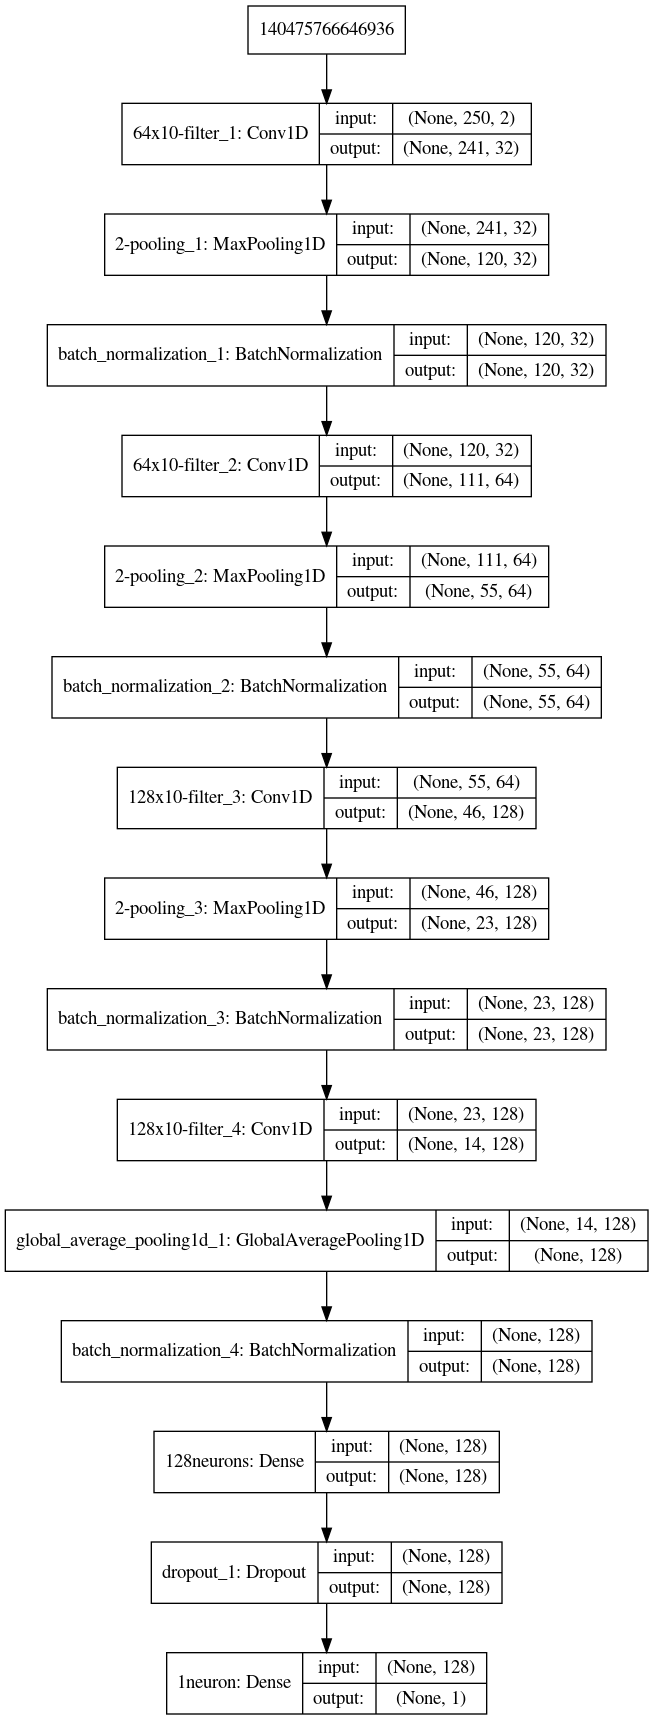 140475766646936
64x10-filter_1: Conv1D
input: (None, 250, 2)
output: (None, 241, 32)
2-pooling_1: MaxPooling1D
input: (None, 241, 32)
output: (None, 120, 32)
batch_normalization_1: BatchNormalization
input: (None, 120, 32)
output: (None, 120, 32)
64x10-filter_2: Conv1D
input: (None, 120, 32)
output: (None, 111, 64)
2-pooling_2: MaxPooling1D
input: (None, 111, 64)
output: (None, 55, 64)
batch_normalization_2: BatchNormalization
input: (None, 55, 64)
output: (None, 55, 64)
128x10-filter_3: Conv1D
input: (None, 55, 64)
output: (None, 46, 128)
2-pooling_3: MaxPooling1D
input: (None, 46, 128)
output: (None, 23, 128)
batch_normalization_3: BatchNormalization
input: (None, 23, 128)
output: (None, 23, 128)
128x10-filter_4: Conv1D
input: (None, 23, 128)
output: (None, 14, 128)
global_average_pooling1d_1: GlobalAveragePooling1D
input: (None, 14, 128)
output: (None, 128)
batch_normalization_4: BatchNormalization
input: (None, 128)
output: (None, 128)
128neurons: Dense
input: (None, 128)
output: (None, 128)
dropout_1: Dropout
input: (None, 128)
output: (None, 128)
1neuron: Dense
input: (None, 128)
output: (None, 1)